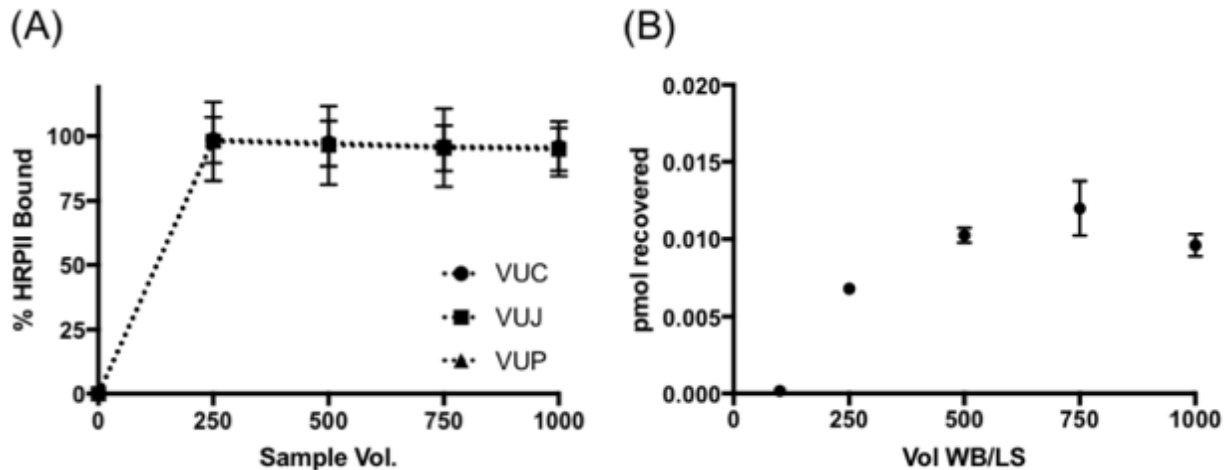 (A)
% HRPII Bound
100
75
50
25
0
0 250 500 750 1000
Sample Vol.
VUC
VUJ
VUP
(B)
pmol recovered
0.020
0.015
0.010
0.005
0.000
0 250 500 750 1000
Vol WB/LS